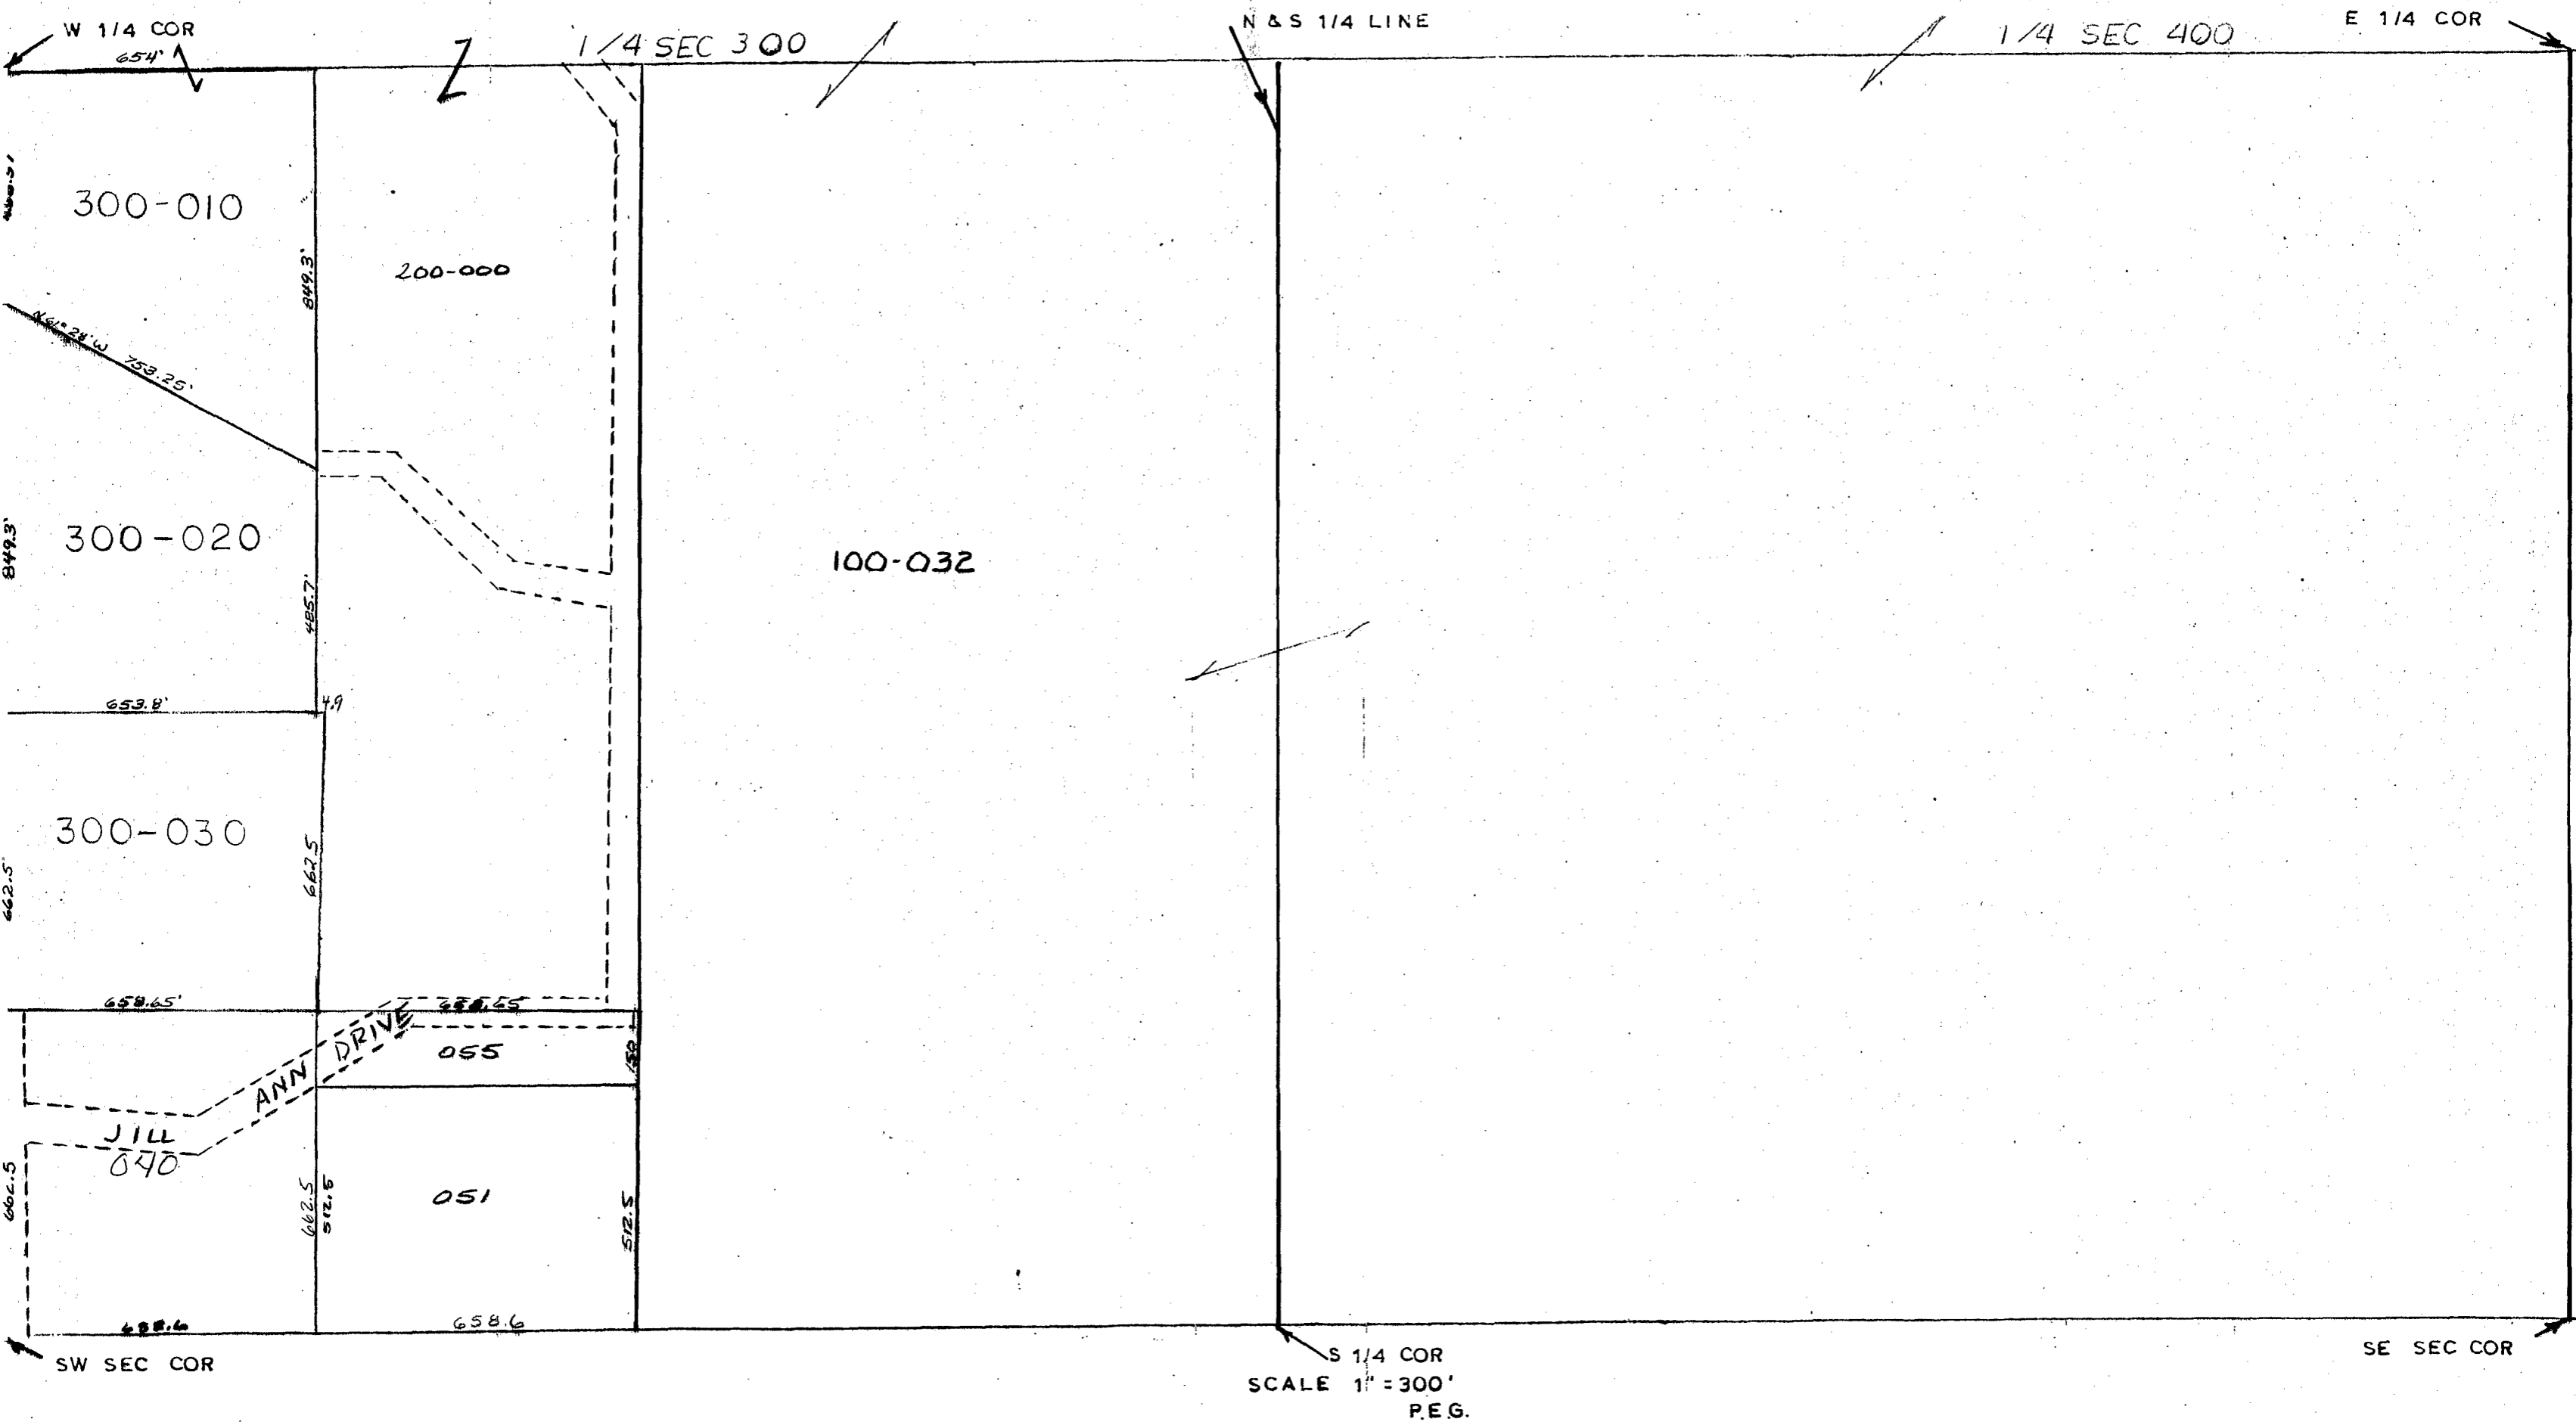 W 1/4 COR
N & S 1/4 LINE
E 1/4 COR
654'
1/4 SEC 300
1/4 SEC 400
300-010
849.3'
200-000
753.25'
300-020
849.3'
485.7'
100-032
653.8'
4.9
300-030
662.5'
662.5
658.65'
055
150
JILL ANN DRIVE
040
662.5
662.5
512.5
051
512.5
658.6
SW SEC COR
S 1/4 COR
SE SEC COR
SCALE 1" = 300'
P.E.G.